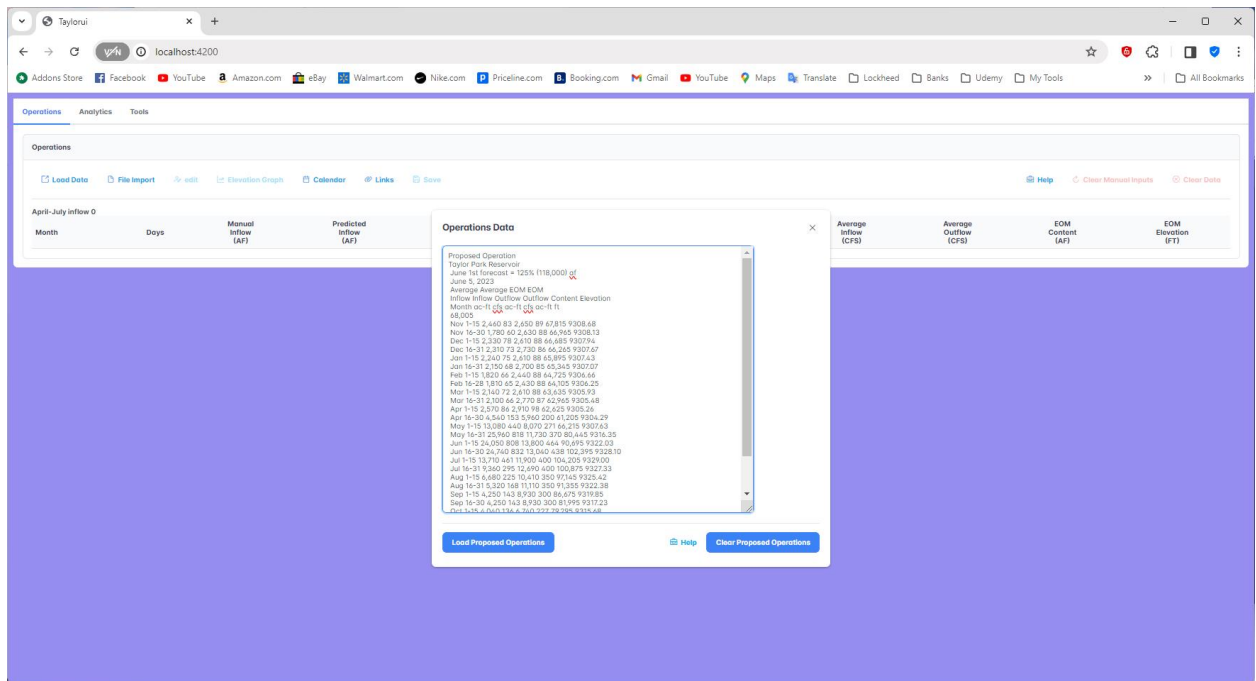 Taylorui
VPN
localhost:4200
Addons Store Facebook YouTube Amazon.com eBay Walmart.com Nike.com Priceline.com Booking.com Gmail YouTube Maps Translate Lockheed Banks Udemy My Tools » All Bookmarks
Operations Analytics Tools
Operations
Load Data File Import edit Elevation Graph Calendar Links Save Help Clear Manual Inputs Clear Data
April-July inflow 0
Month Days Manual Inflow (AF) Predicted Inflow (AF) Average Inflow (CFS) Average Outflow (CFS) EOM Content (AF) EOM Elevation (FT)
Operations Data
Proposed Operation
Taylor Park Reservoir
June 1st forecast = 125% (118,000) af
June 5, 2023
Average Average EOM EOM
Inflow Inflow Outflow Outflow Content Elevation
Month ac-ft cfs ac-ft cfs ac-ft ft
68,005
Nov 1-15 2,460 83 2,650 89 67,815 9308.68
Nov 16-30 1,780 60 2,630 88 66,965 9308.13
Dec 1-15 2,330 78 2,610 88 66,685 9307.94
Dec 16-31 2,310 73 2,730 86 66,265 9307.67
Jan 1-15 2,240 75 2,610 88 65,895 9307.43
Jan 16-31 2,150 68 2,700 85 65,345 9307.07
Feb 1-15 1,820 66 2,440 88 64,725 9306.66
Feb 16-28 1,810 65 2,430 88 64,105 9306.25
Mar 1-15 2,140 72 2,610 88 63,635 9305.93
Mar 16-31 2,100 66 2,770 87 62,965 9305.48
Apr 1-15 2,570 86 2,910 98 62,625 9305.26
Apr 16-30 4,540 153 5,960 200 61,205 9304.29
May 1-15 13,080 440 8,070 271 66,215 9307.63
May 16-31 25,960 818 11,730 370 80,445 9316.35
Jun 1-15 24,050 808 13,800 464 90,695 9322.03
Jun 16-30 24,740 832 13,040 438 102,395 9328.10
Jul 1-15 13,710 461 11,900 400 104,205 9329.00
Jul 16-31 9,360 295 12,690 400 100,875 9327.33
Aug 1-15 6,680 225 10,410 350 97,145 9325.42
Aug 16-31 5,320 168 11,110 350 91,355 9322.38
Sep 1-15 4,250 143 8,930 300 86,675 9319.85
Sep 16-30 4,250 143 8,930 300 81,995 9317.23
Oct 1-15 4,040 136 6,740 227 79,295 9315.68
Load Proposed Operations Help Clear Proposed Operations